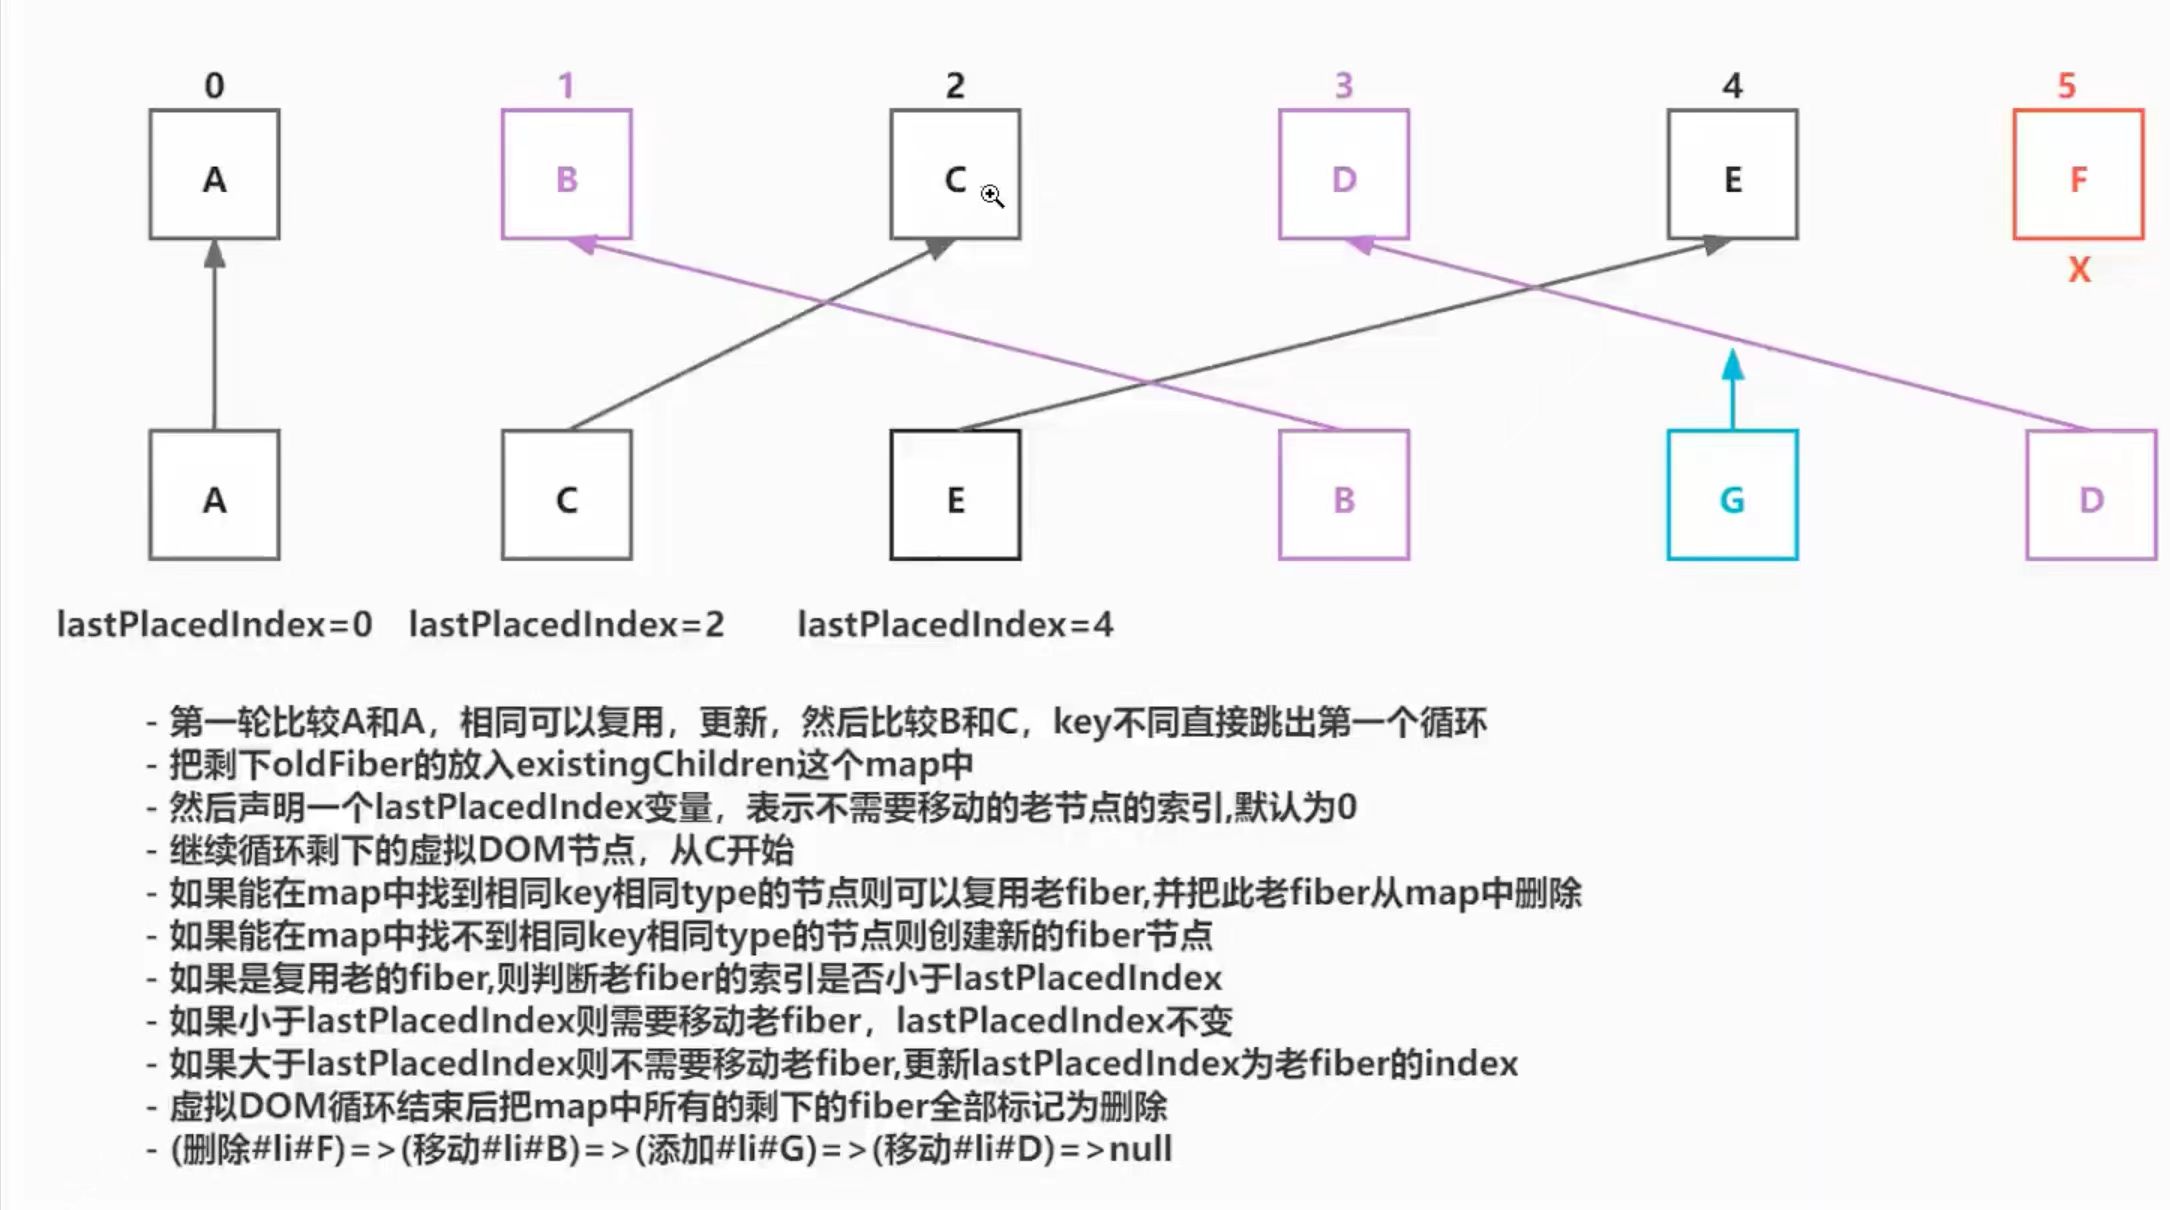 0 1 2 3 4 5
A B C D E F
X
A C E B G D
lastPlacedIndex=0 lastPlacedIndex=2 lastPlacedIndex=4
- 第一轮比较A和A，相同可以复用，更新，然后比较B和C，key不同直接跳出第一个循环
- 把剩下oldFiber的放入existingChildren这个map中
- 然后声明一个lastPlacedIndex变量，表示不需要移动的老节点的索引,默认为0
- 继续循环剩下的虚拟DOM节点，从C开始
- 如果能在map中找到相同key相同type的节点则可以复用老fiber,并把此老fiber从map中删除
- 如果能在map中找不到相同key相同type的节点则创建新的fiber节点
- 如果是复用老的fiber,则判断老fiber的索引是否小于lastPlacedIndex
- 如果小于lastPlacedIndex则需要移动老fiber，lastPlacedIndex不变
- 如果大于lastPlacedIndex则不需要移动老fiber,更新lastPlacedIndex为老fiber的index
- 虚拟DOM循环结束后把map中所有的剩下的fiber全部标记为删除
- (删除#li#F)=>(移动#li#B)=>(添加#li#G)=>(移动#li#D)=>null